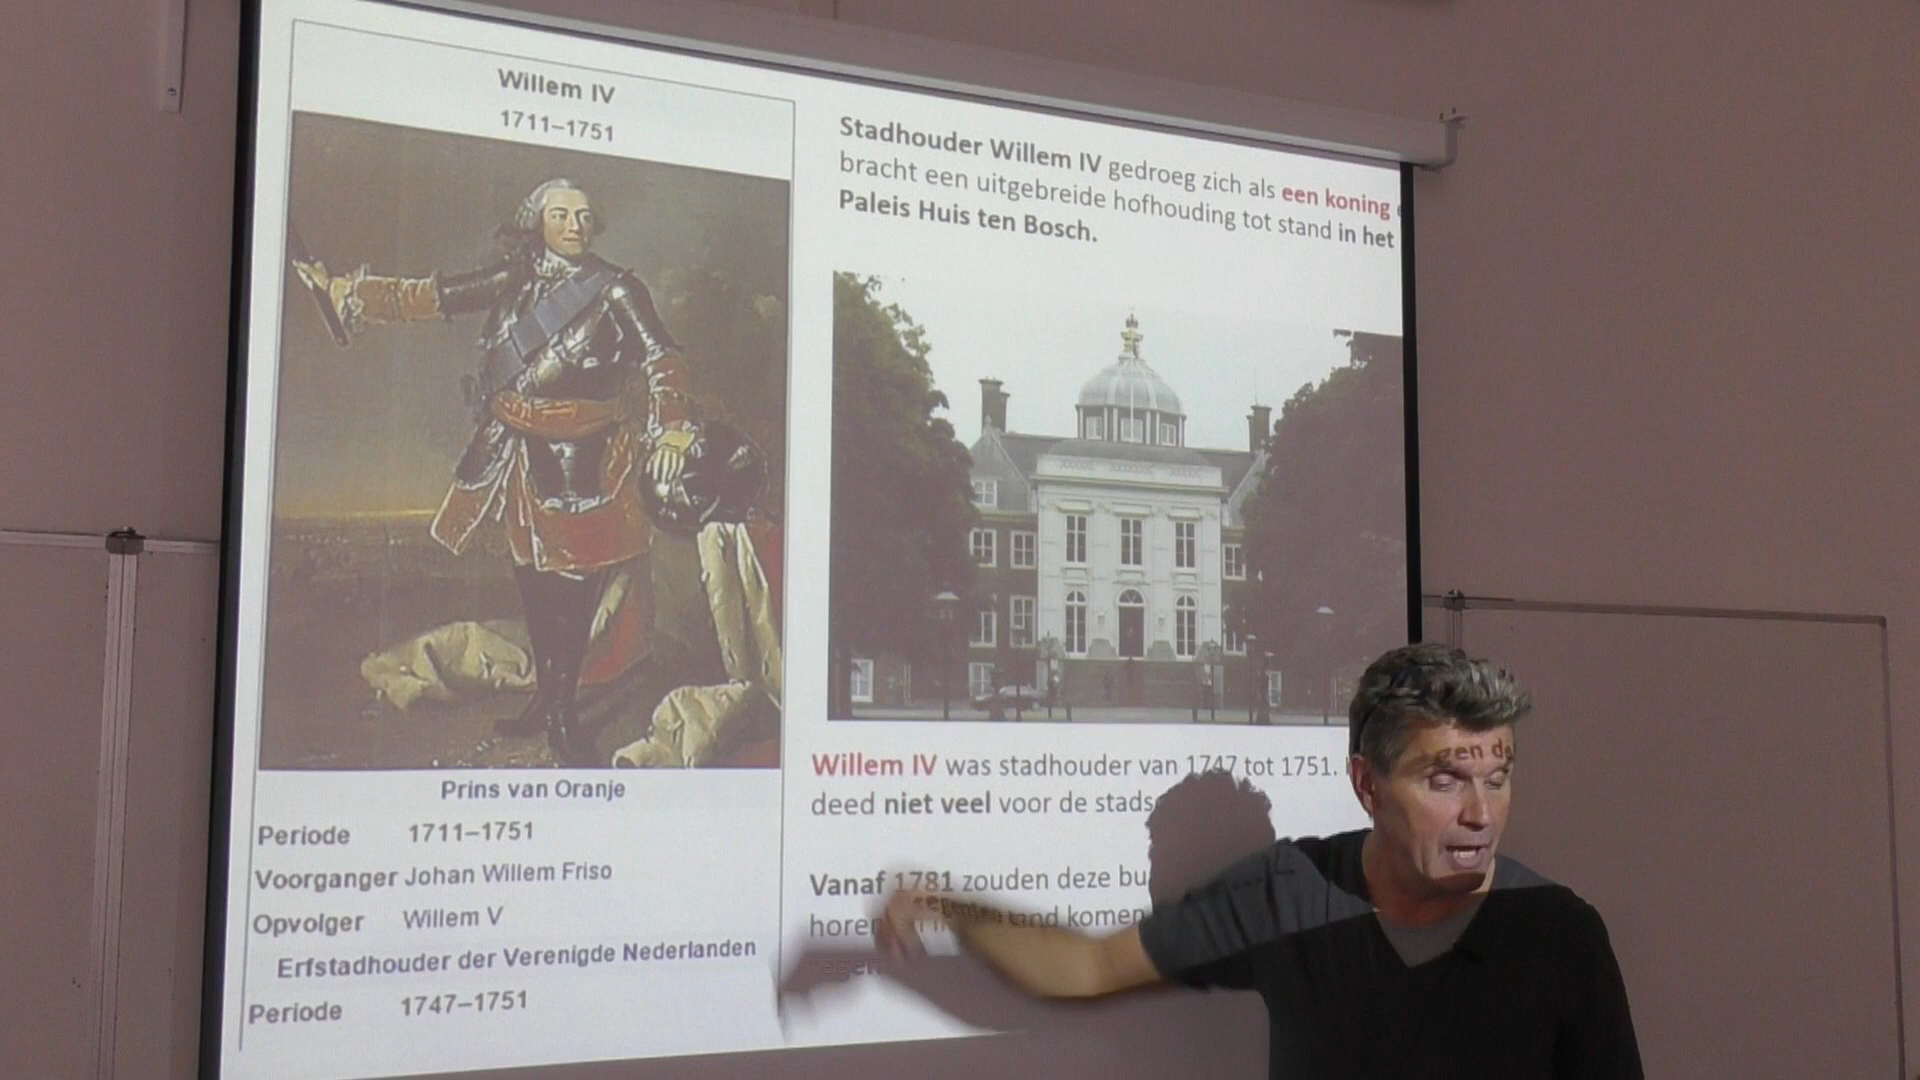 Willem IV
1711–1751
Prins van Oranje
Periode 1711–1751
Voorganger Johan Willem Friso
Opvolger Willem V
Erfstadhouder der Verenigde Nederlanden
Periode 1747–1751
Stadhouder Willem IV gedroeg zich als een koning
bracht een uitgebreide hofhouding tot stand in het
Paleis Huis ten Bosch.
Willem IV was stadhouder van 1747 tot 1751.
deed niet veel voor de stads
Vanaf 1781 zouden deze bu
komen